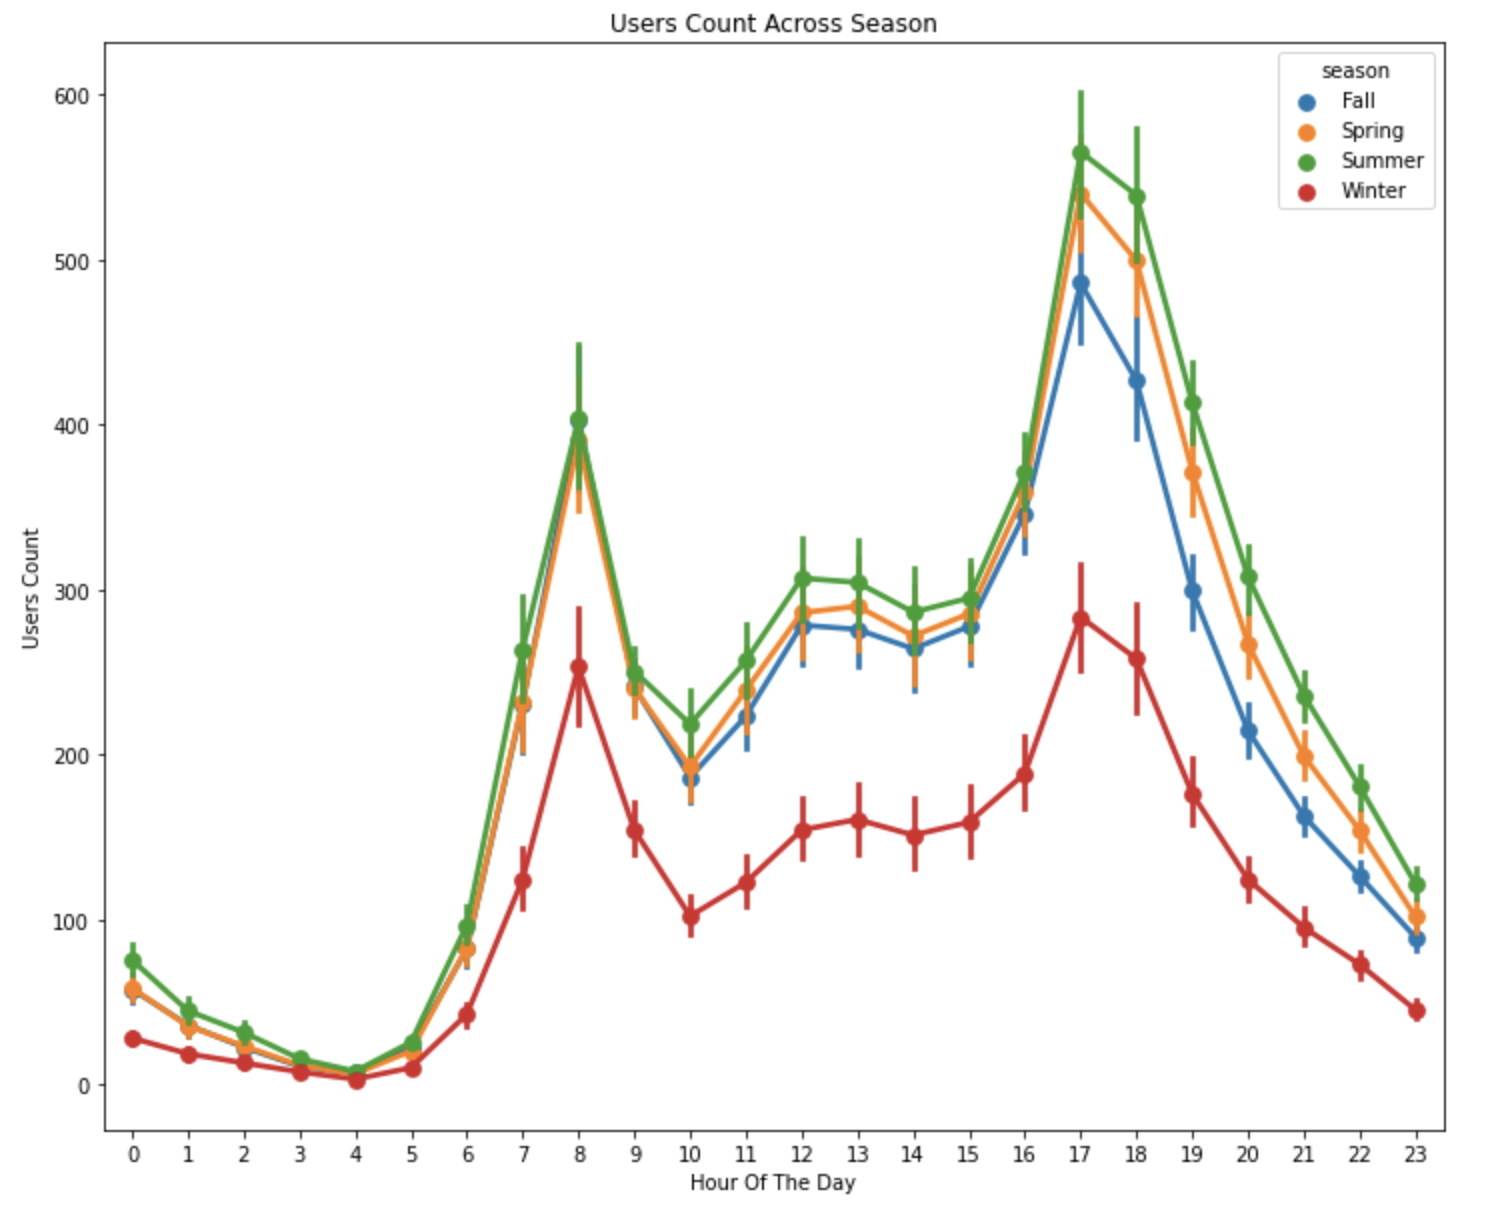 Users Count Across Season
season
Fall
Spring
Summer
Winter
600
500
400
300
200
100
0
Users Count
0 1 2 3 4 5 6 7 8 9 10 11 12 13 14 15 16 17 18 19 20 21 22 23
Hour Of The Day